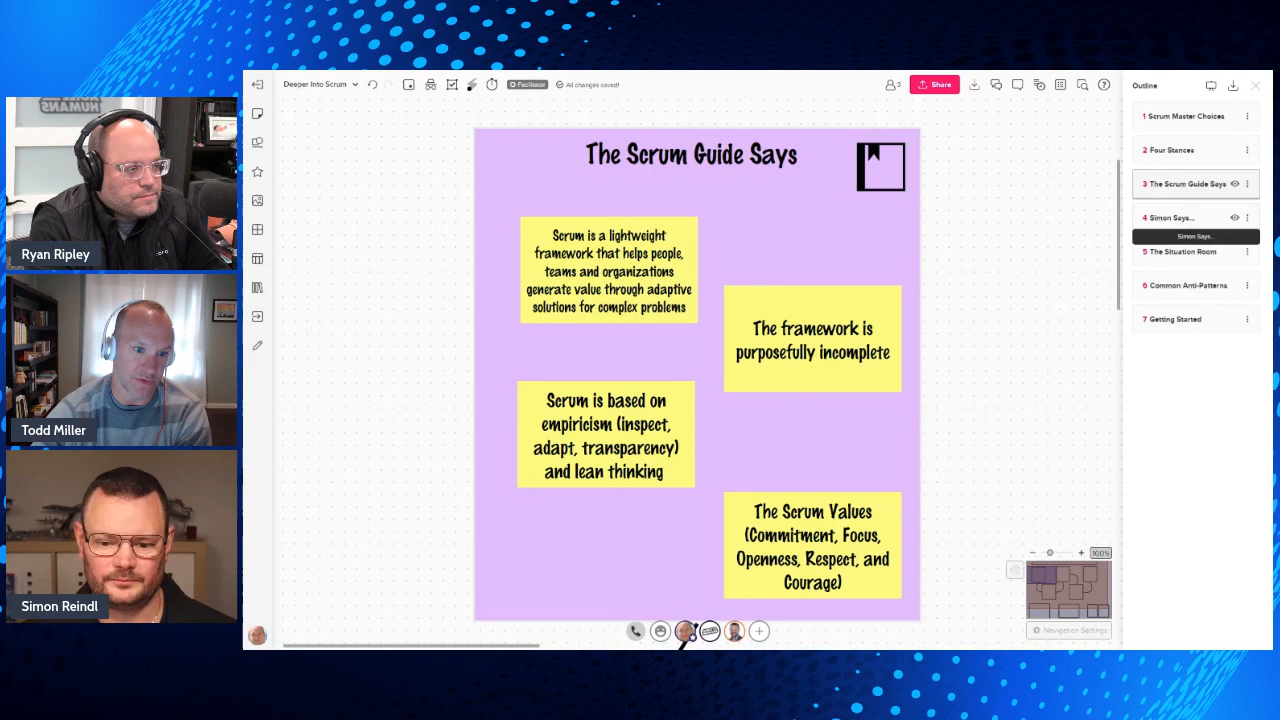 HUMANS
Ryan Ripley
Todd Miller
Simon Reindl
Deeper Into Scrum
Facilitator
All changes saved!
3
Share
?
The Scrum Guide Says
Scrum is a lightweight
framework that helps people,
teams and organizations
generate value through adaptive
solutions for complex problems
The framework is
purposefully incomplete
Scrum is based on
empiricism (inspect,
adapt, transparency)
and lean thinking
The Scrum Values
(Commitment, Focus,
Openness, Respect, and
Courage)
Outline
1 Scrum Master Choices
2 Four Stances
3 The Scrum Guide Says
4 Simon Says...
Simon Says...
5 The Situation Room
6 Common Anti-Patterns
7 Getting Started
100%
Navigation Settings